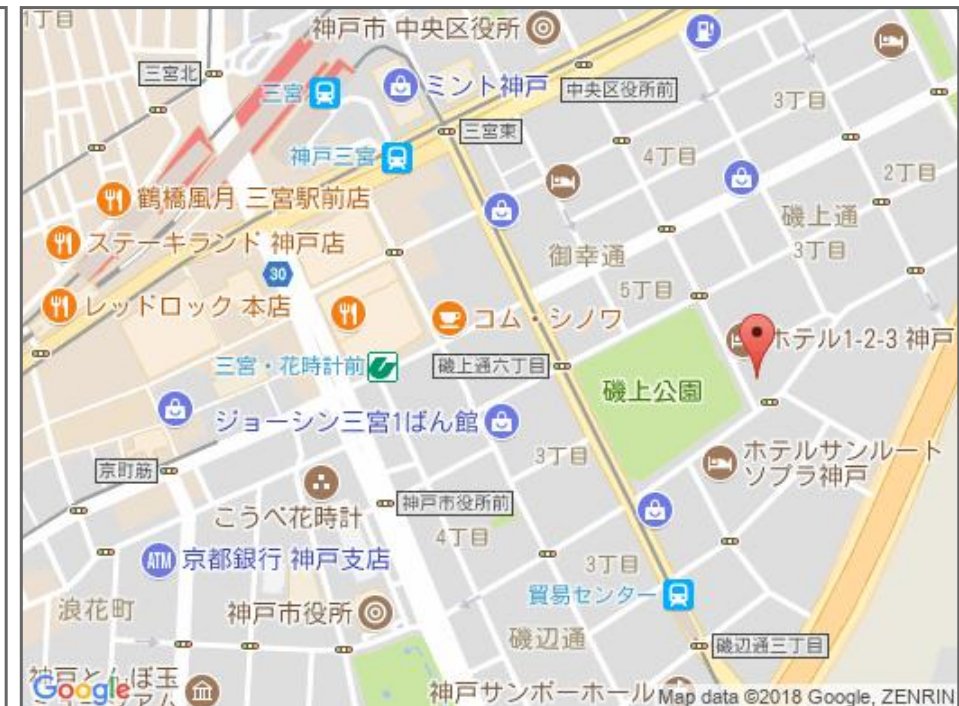 1丁目
神戸市 中央区役所
三宮北
三宮
ミント神戸
中央区役所前
3丁目
三宮東
神戸三宮
4丁目
2丁目
鶴橋風月 三宮駅前店
磯上通
3丁目
ステーキランド 神戸店
御幸通
30
5丁目
レッドロック 本店
コム・シノワ
ホテル1-2-3 神戸
三宮・花時計前
磯上通六丁目
磯上公園
ジョーシン三宮1ばん館
3丁目
ホテルサンルート
ソプラ神戸
京町筋
こうべ花時計
神戸市役所前
4丁目
ATM
京都銀行 神戸支店
3丁目
貿易センター
浪花町
神戸市役所
磯辺通
磯辺通三丁目
神戸とんぼ玉
Google
神戸サンボーホール
Map data ©2018 Google, ZENRIN